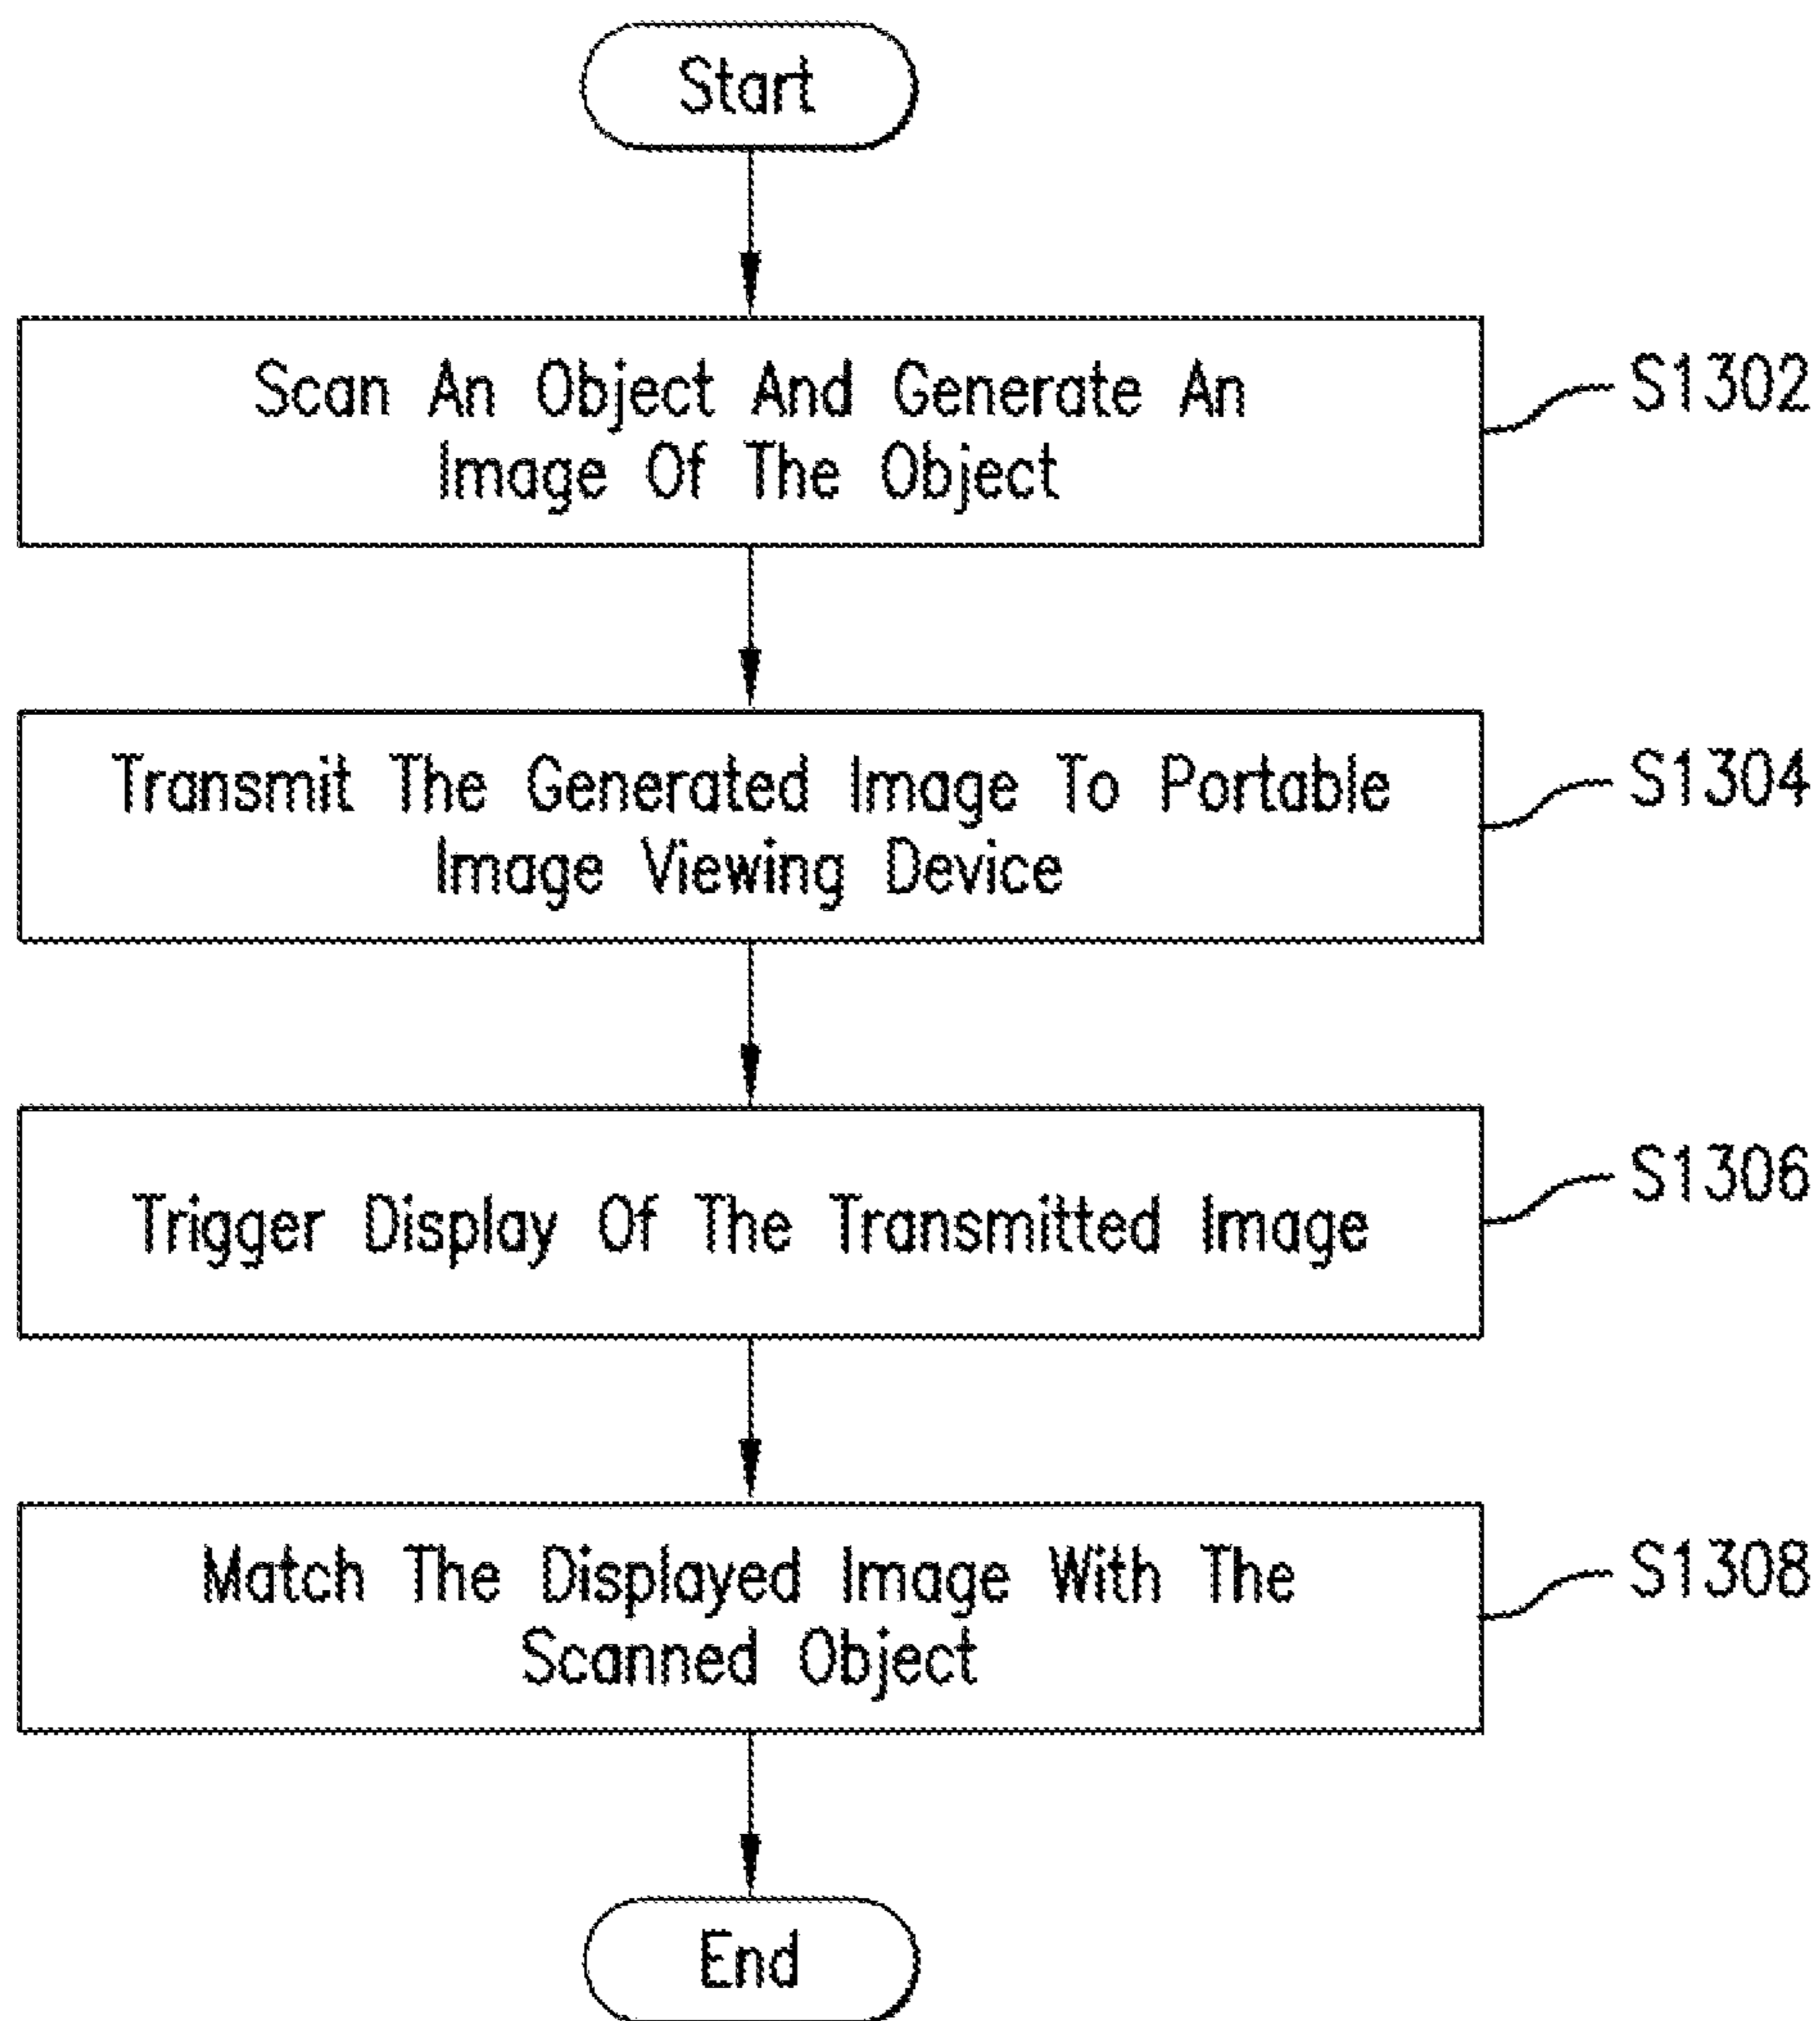 Start
Scan An Object And Generate An
Image Of The Object
S1302
Transmit The Generated Image To Portable
Image Viewing Device
S1304
Trigger Display Of The Transmitted Image
S1306
Match The Displayed Image With The
Scanned Object
S1308
End